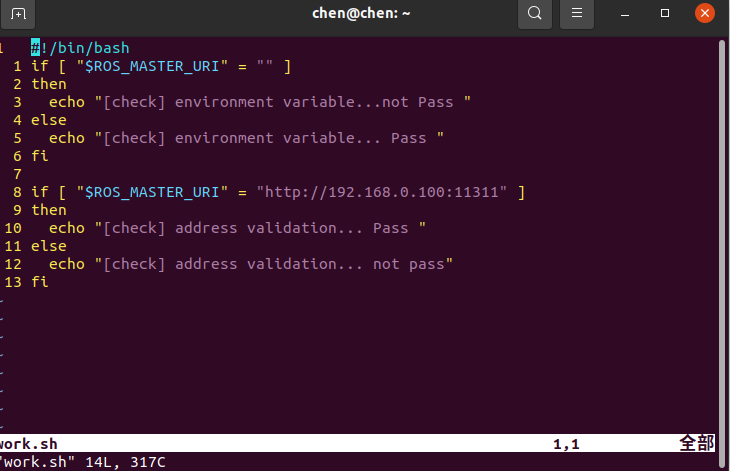 chen@chen: ~
1 #!/bin/bash
1 if [ "$ROS_MASTER_URI" = "" ]
2 then
3 echo "[check] environment variable...not Pass "
4 else
5 echo "[check] environment variable... Pass "
6 fi
7
8 if [ "$ROS_MASTER_URI" = "http://192.168.0.100:11311" ]
9 then
10 echo "[check] address validation... Pass "
11 else
12 echo "[check] address validation... not pass"
13 fi
~
~
~
~
~
~
~
~
work.sh 1,1 全部
"work.sh" 14L, 317C